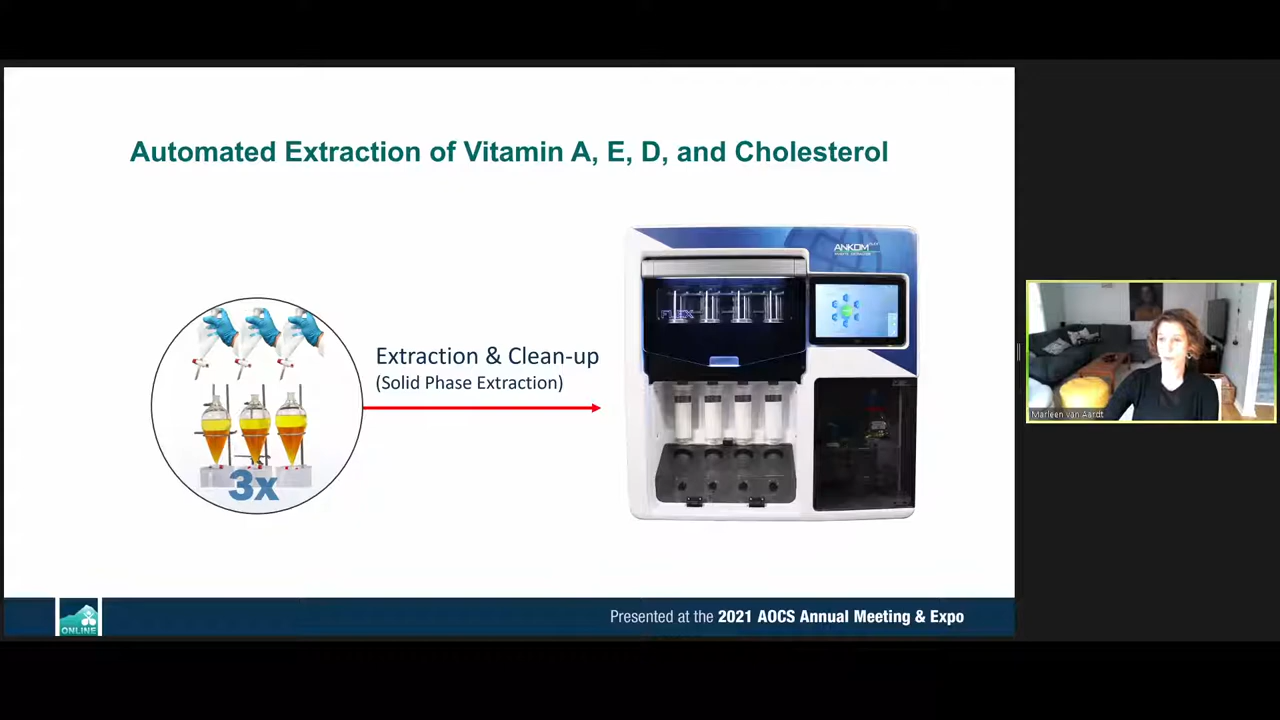 Automated Extraction of Vitamin A, E, D, and Cholesterol
ANKOM
FLEX
Extraction & Clean-up
(Solid Phase Extraction)
3x
Marleen van Aardt
ONLINE
Presented at the 2021 AOCS Annual Meeting & Expo